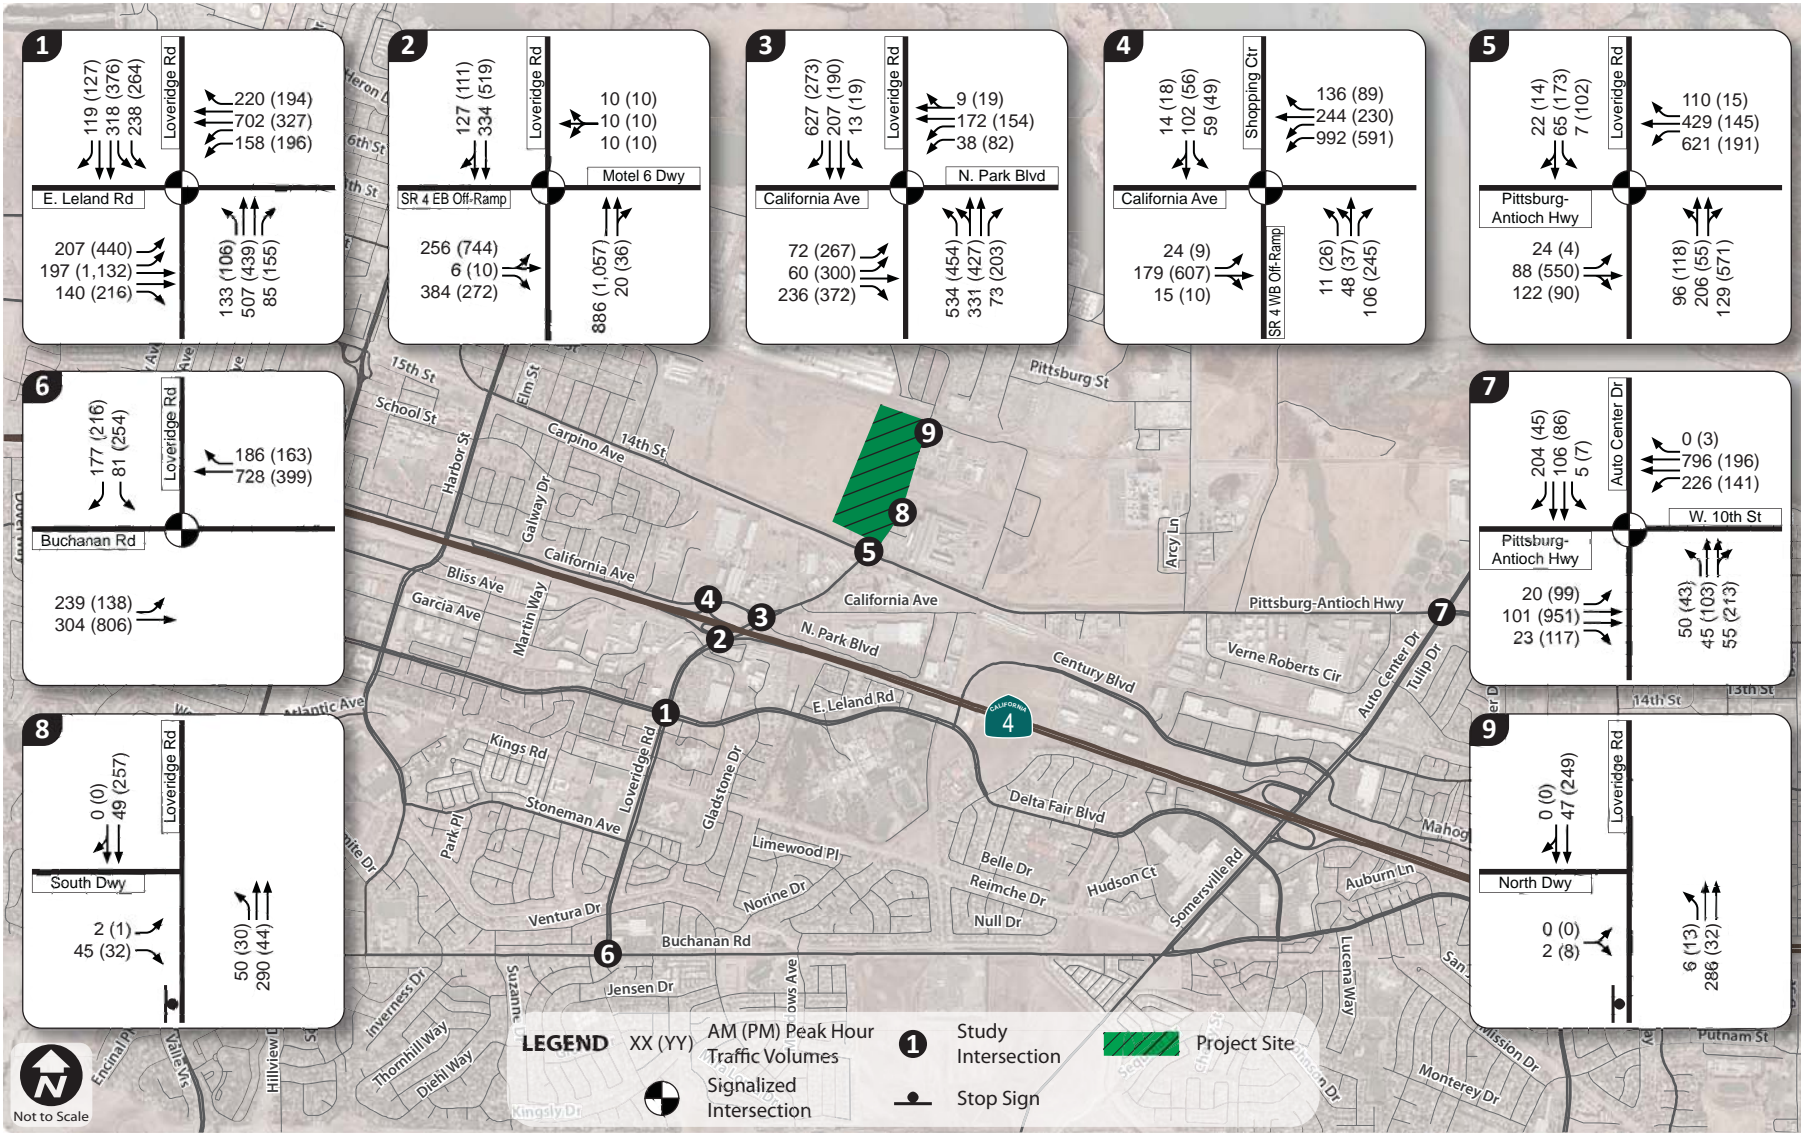 1
119 (127)
318 (376)
238 (264)
Loveridge Rd
220 (194)
702 (327)
158 (196)
E. Leland Rd
207 (440)
197 (1,132)
140 (216)
133 (106)
507 (439)
85 (155)
2
127 (111)
334 (519)
Loveridge Rd
10 (10)
10 (10)
10 (10)
Motel 6 Dwy
SR 4 EB Off-Ramp
256 (744)
6 (10)
384 (272)
886 (1,057)
20 (36)
3
627 (273)
207 (190)
13 (19)
Loveridge Rd
9 (19)
172 (154)
38 (82)
N. Park Blvd
California Ave
72 (267)
60 (300)
236 (372)
534 (454)
331 (427)
73 (203)
4
14 (18)
102 (56)
59 (49)
Shopping Ctr
136 (89)
244 (230)
992 (591)
California Ave
24 (9)
179 (607)
15 (10)
SR 4 WB Off-Ramp
11 (26)
48 (37)
106 (245)
5
22 (14)
65 (173)
7 (102)
Loveridge Rd
110 (15)
429 (145)
621 (191)
Pittsburg-
Antioch Hwy
24 (4)
88 (550)
122 (90)
96 (118)
206 (55)
129 (571)
6
177 (216)
81 (254)
Loveridge Rd
186 (163)
728 (399)
Buchanan Rd
239 (138)
304 (806)
7
204 (45)
106 (86)
5 (7)
Auto Center Dr
0 (3)
796 (196)
226 (141)
W. 10th St
Pittsburg-
Antioch Hwy
20 (99)
101 (951)
23 (117)
50 (43)
45 (103)
55 (213)
8
0 (0)
49 (257)
Loveridge Rd
South Dwy
2 (1)
45 (32)
50 (30)
290 (44)
9
0 (0)
47 (249)
Loveridge Rd
North Dwy
0 (0)
2 (8)
6 (13)
286 (32)
15th St
School St
Elm St
Harbor St
Carpino Ave
14th St
Galway Dr
Pittsburg St
9
8
5
California Ave
Bliss Ave
Garcia Ave
Martin Way
4
3
2
California Ave
N. Park Blvd
Arcy Ln
Pittsburg-Antioch Hwy
7
Verne Roberts Cir
Auto Center Dr
Tulip Dr
Century Blvd
1
E. Leland Rd
CALIFORNIA
4
Atlantic Ave
13th St
14th St
Kings Rd
Loveridge Rd
Gladstone Dr
Stoneman Ave
Park Pl
Limewood Pl
Delta Fair Blvd
Belle Dr
Reimche Dr
Null Dr
Hudson Ct
Somersville Rd
Auburn Ln
Norine Dr
Ventura Dr
6
Buchanan Rd
Jensen Dr
Inverness Dr
Lucena Way
Thornhill Way
Diehl Way
Kingsly Dr
Encinal Pl
Hillview D
Mission Dr
Monterey Dr
Putnam St
N
Not to Scale
LEGEND
XX (YY)
AM (PM) Peak Hour
Traffic Volumes
1
Study
Intersection
Project Site
Signalized
Intersection
Stop Sign